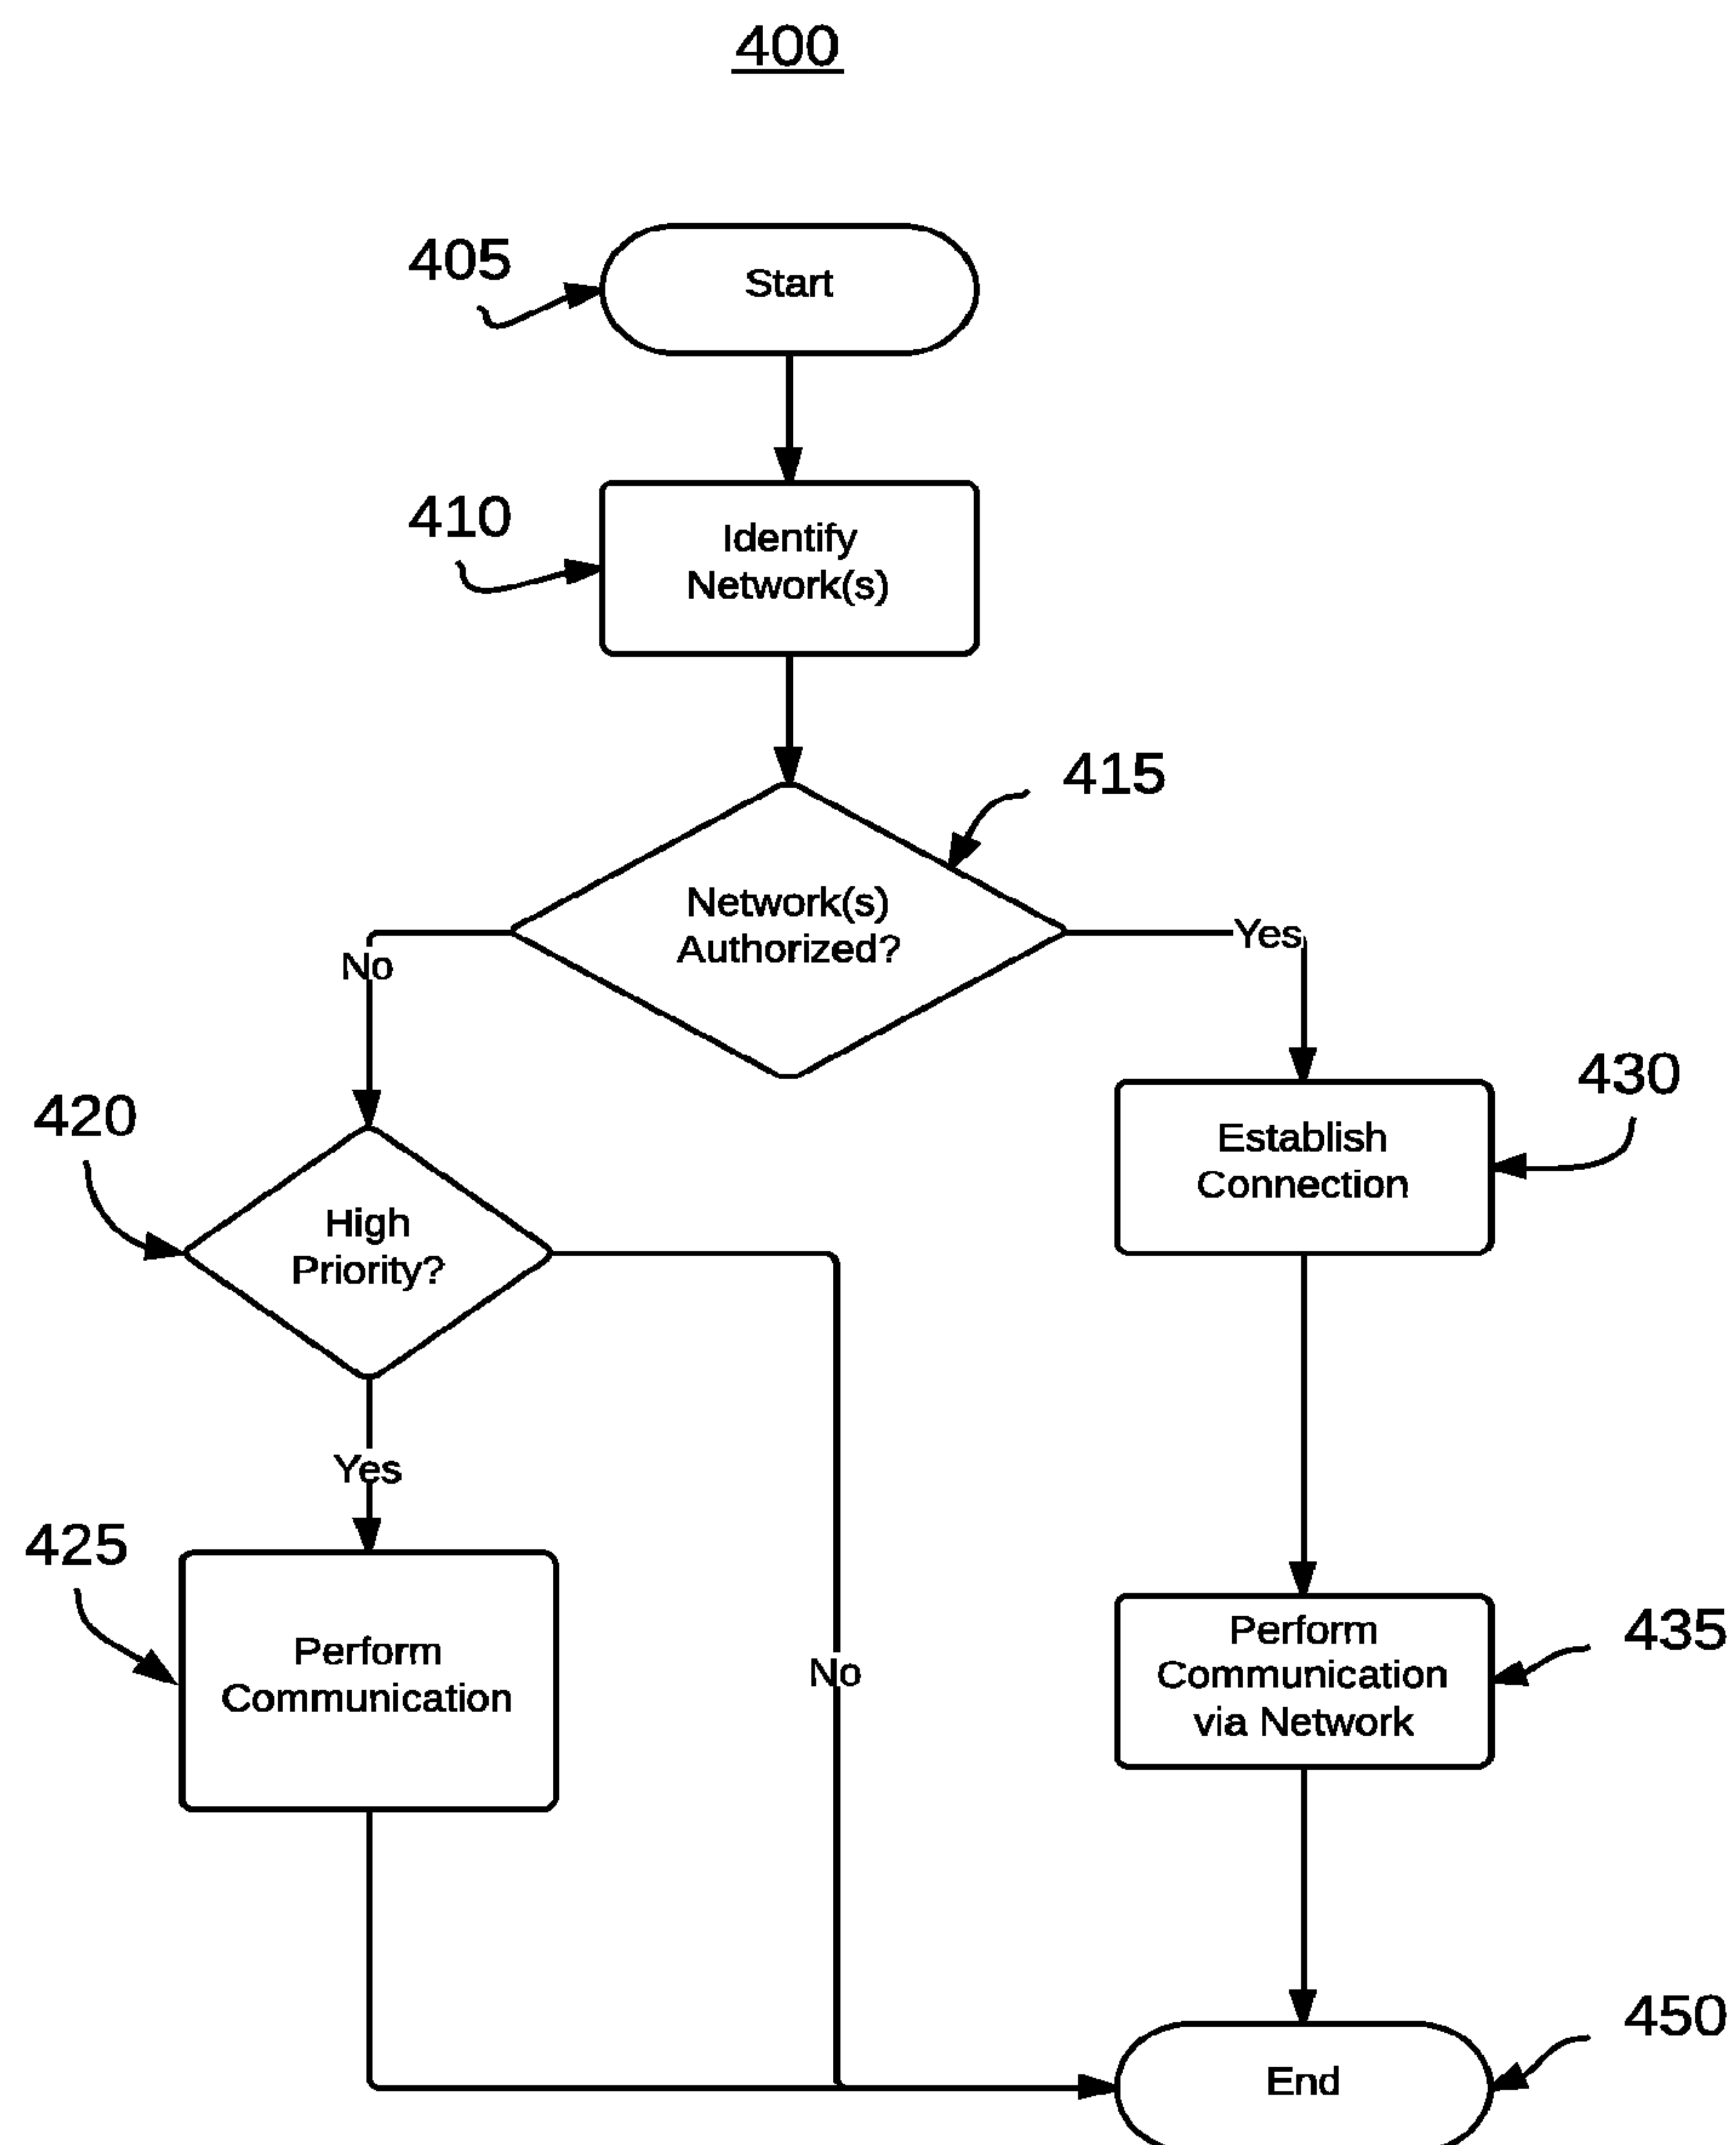 400
405
Start
410
Identify
Network(s)
415
Network(s)
Authorized?
No
Yes
420
High
Priority?
430
Establish
Connection
Yes
425
Perform
Communication
No
435
Perform
Communication
via Network
450
End